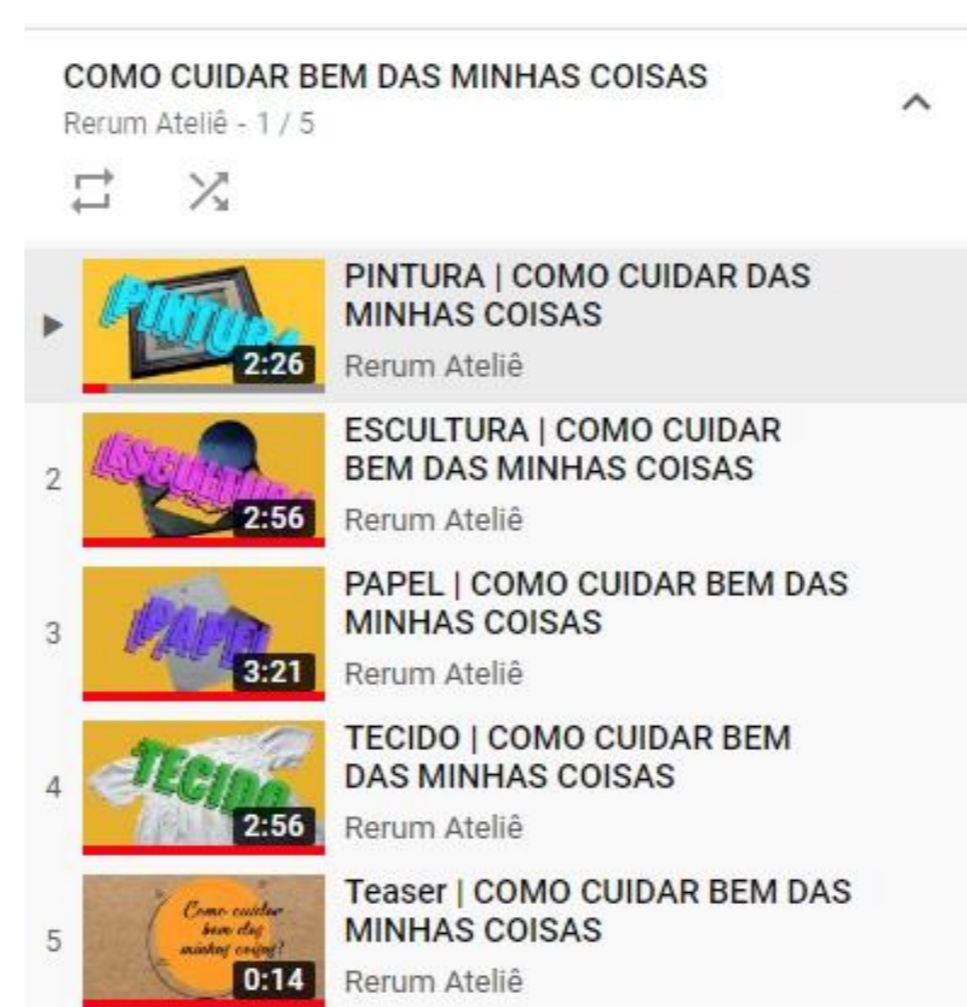 COMO CUIDAR BEM DAS MINHAS COISAS
Rerum Ateliê - 1 / 5
PINTURA
2:26
PINTURA | COMO CUIDAR DAS
MINHAS COISAS
Rerum Ateliê
2
ESCULTURA
2:56
ESCULTURA | COMO CUIDAR
BEM DAS MINHAS COISAS
Rerum Ateliê
3
PAPEL
3:21
PAPEL | COMO CUIDAR BEM DAS
MINHAS COISAS
Rerum Ateliê
4
TECIDO
2:56
TECIDO | COMO CUIDAR BEM
DAS MINHAS COISAS
Rerum Ateliê
5
Como cuidar
bem das
minhas coisas?
0:14
Teaser | COMO CUIDAR BEM DAS
MINHAS COISAS
Rerum Ateliê